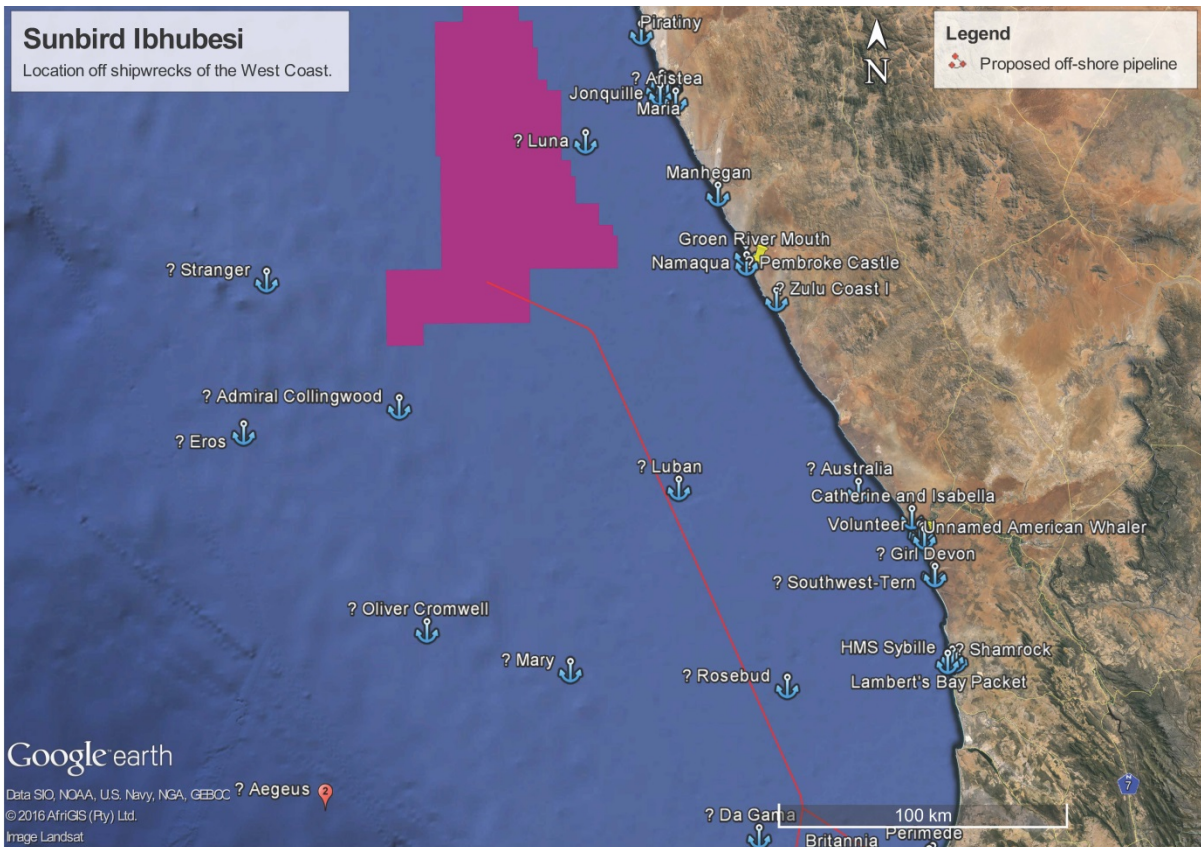 Sunbird Ibhubesi
Location off shipwrecks of the West Coast.
Legend
Proposed off-shore pipeline
N
Piratiny
? Aristea
Jonquille
Maria
? Luna
Manhegan
Groen River Mouth
Namaqua
? Pembroke Castle
? Zulu Coast I
? Stranger
? Admiral Collingwood
? Eros
? Luban
? Australia
Catherine and Isabella
Volunteer
Unnamed American Whaler
? Girl Devon
? Southwest-Tern
? Oliver Cromwell
? Mary
HMS Sybille
? Shamrock
? Rosebud
Lambert's Bay Packet
Google earth
Data SIO, NOAA, U.S. Navy, NGA, GEBCO
© 2016 AfriGIS (Pty) Ltd.
Image Landsat
? Aegeus
2
N
7
100 km
? Da Gama
Britannia
Perimede